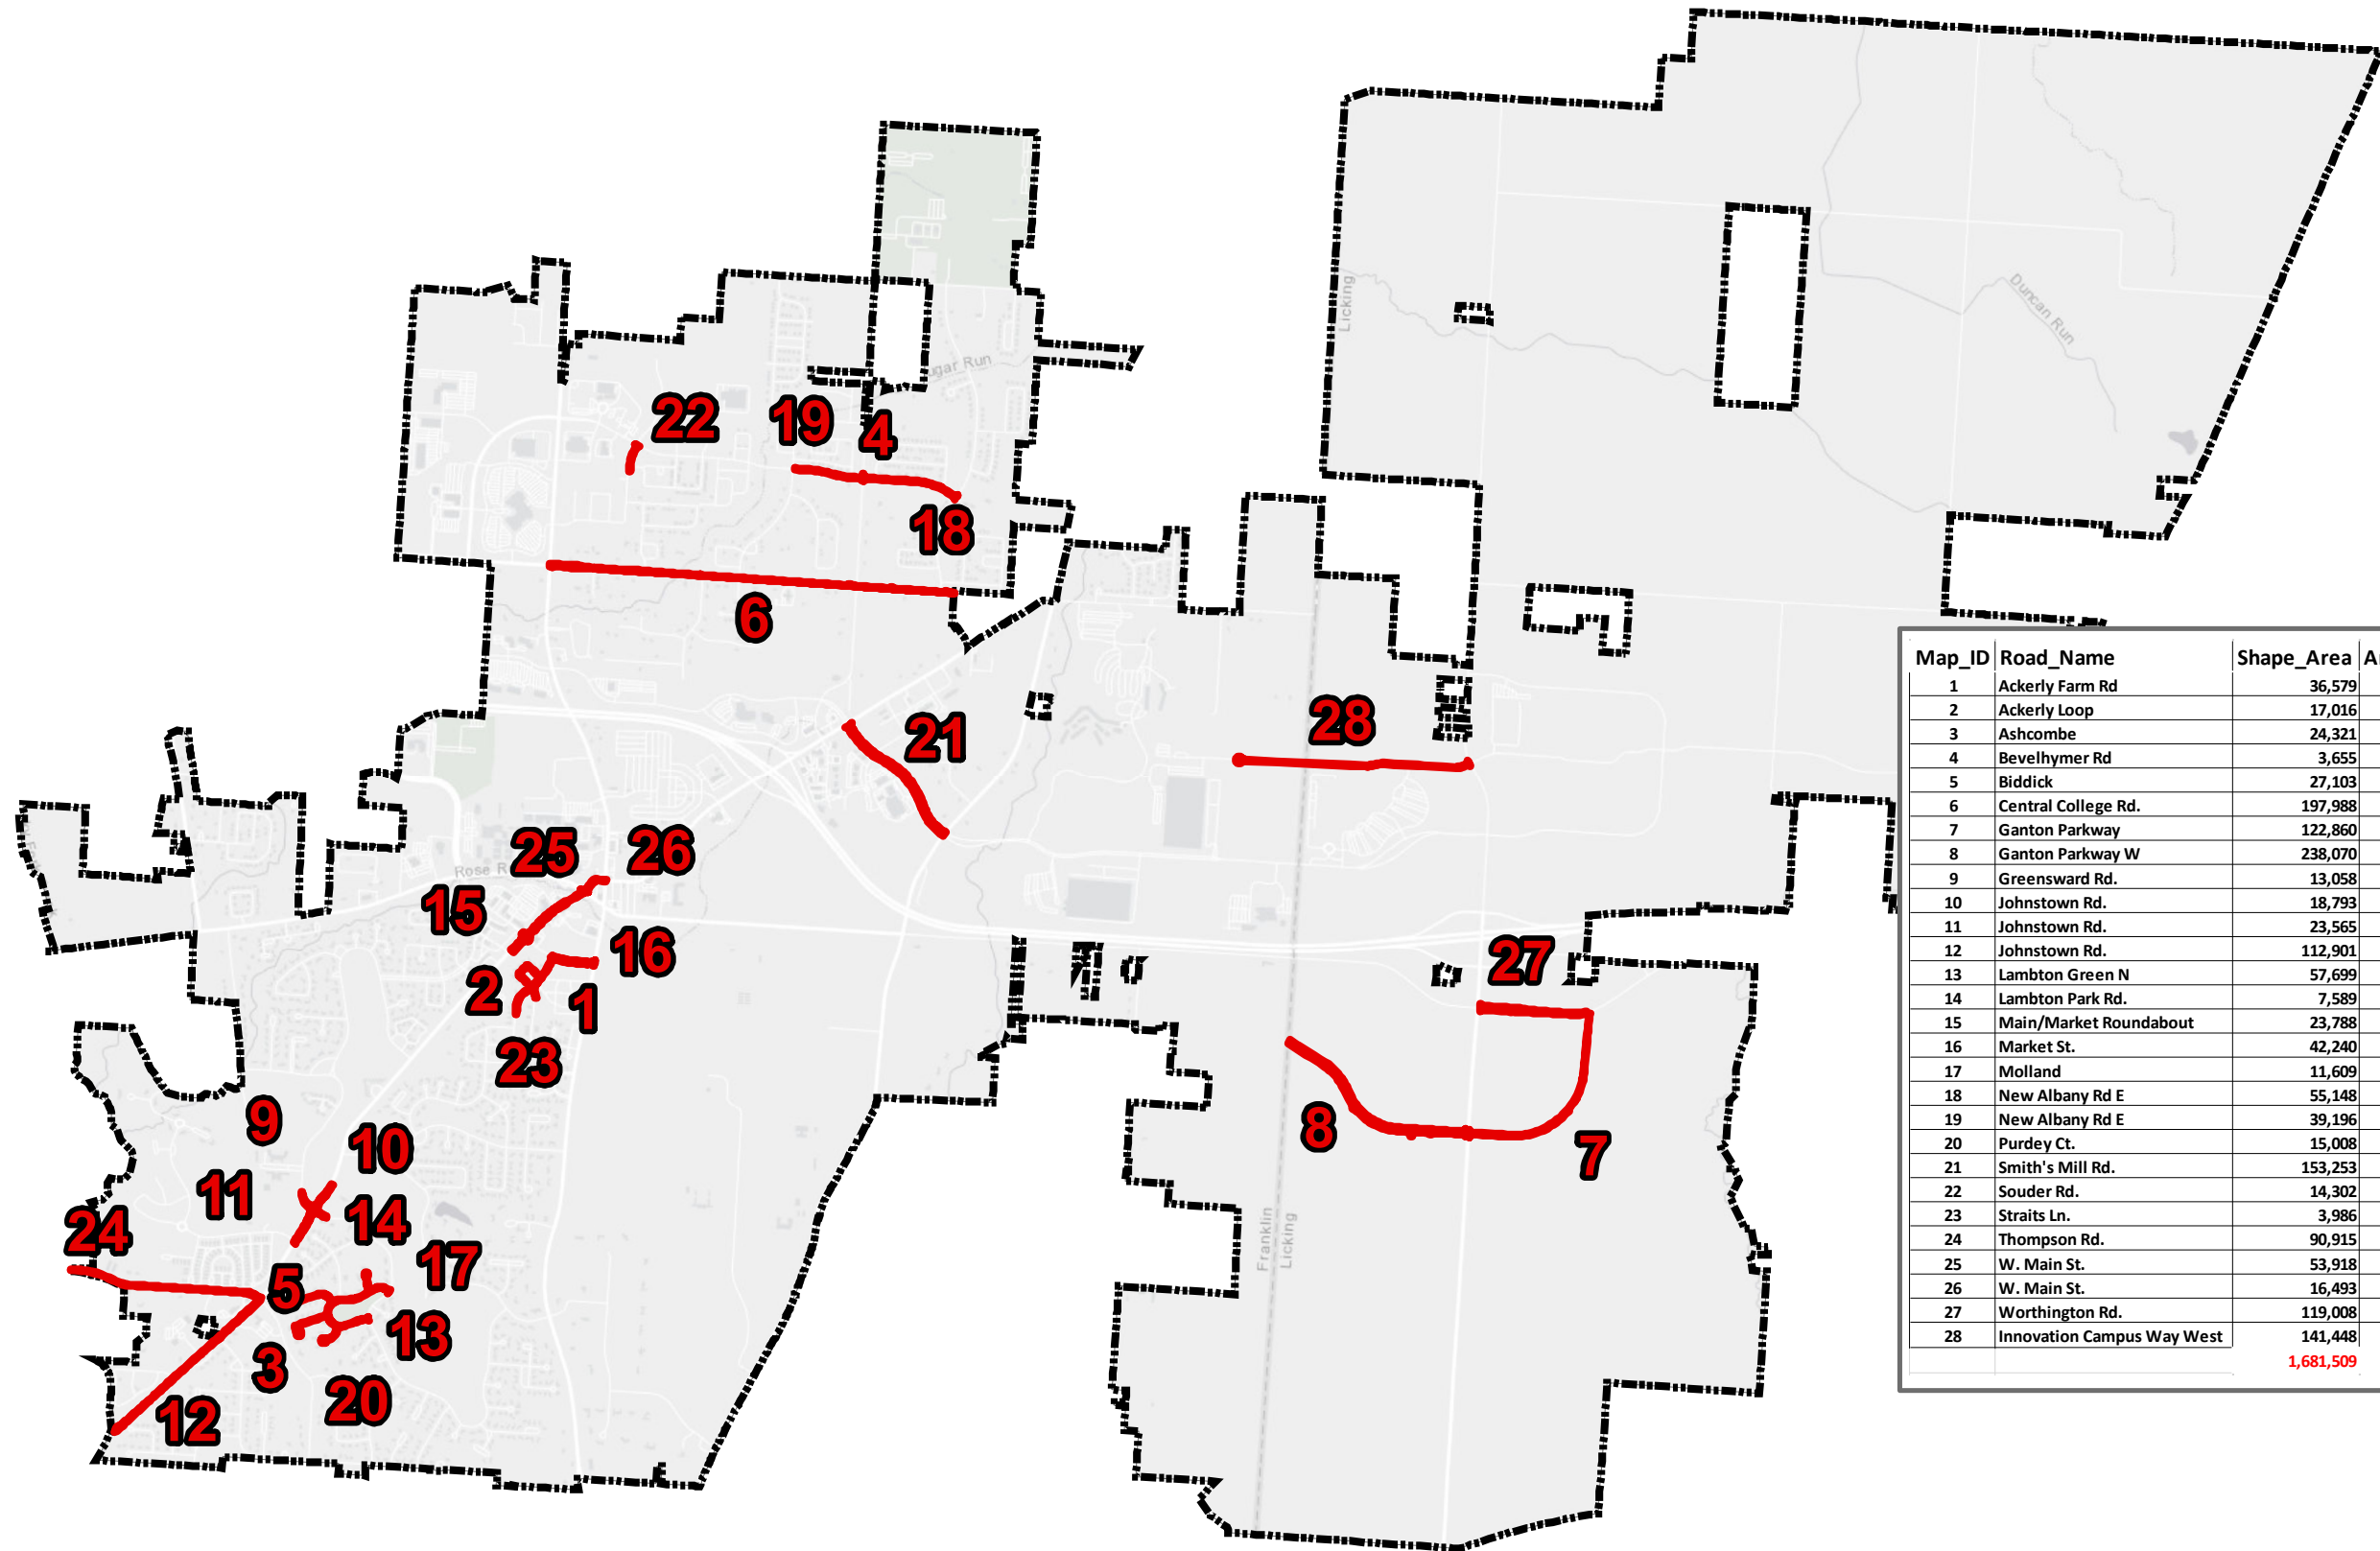 Licking
Duncan Run
ugar Run
22
19
4
18
6
21
28
25
26
Rose R
15
16
2
1
27
23
9
10
8
7
11
14
24
Franklin
Licking
17
5
13
3
20
12
Map_ID Road_Name Shape_Area
1 Ackerly Farm Rd 36,579
2 Ackerly Loop 17,016
3 Ashcombe 24,321
4 Bevelhymer Rd 3,655
5 Biddick 27,103
6 Central College Rd. 197,988
7 Ganton Parkway 122,860
8 Ganton Parkway W 238,070
9 Greensward Rd. 13,058
10 Johnstown Rd. 18,793
11 Johnstown Rd. 23,565
12 Johnstown Rd. 112,901
13 Lambton Green N 57,699
14 Lambton Park Rd. 7,589
15 Main/Market Roundabout 23,788
16 Market St. 42,240
17 Molland 11,609
18 New Albany Rd E 55,148
19 New Albany Rd E 39,196
20 Purdey Ct. 15,008
21 Smith's Mill Rd. 153,253
22 Souder Rd. 14,302
23 Straits Ln. 3,986
24 Thompson Rd. 90,915
25 W. Main St. 53,918
26 W. Main St. 16,493
27 Worthington Rd. 119,008
28 Innovation Campus Way West 141,448
1,681,509